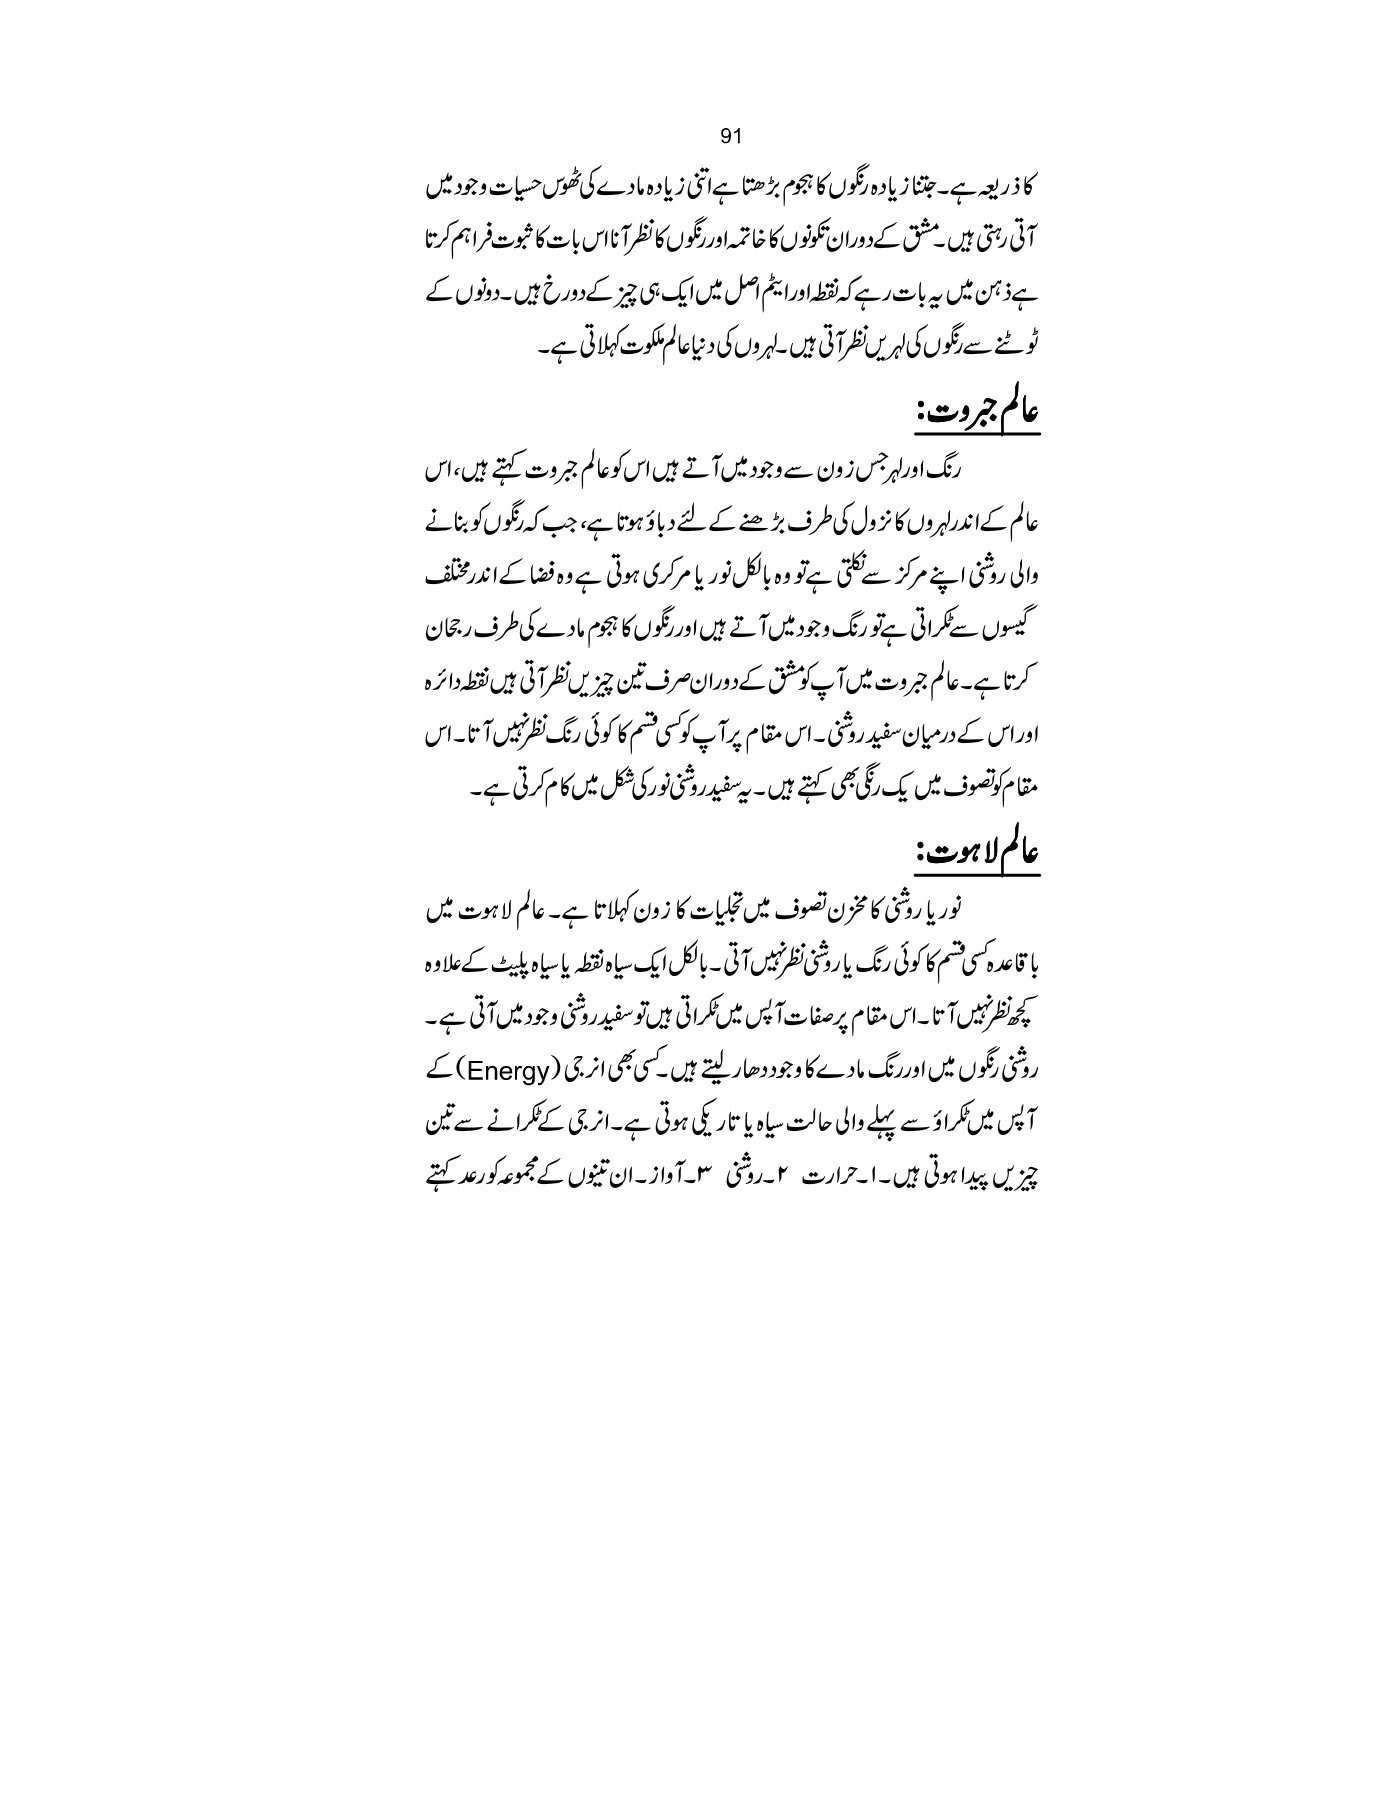 91
کا ذریعہ ہے۔ جتنا زیادہ رنگوں کا ہجوم بڑھتا ہے اتنی زیادہ مادے کی ٹھوس حسیات وجود میں
آتی رہتی ہیں۔ مشق کے دوران تکونوں کا خاتمہ اور رنگوں کا نظر آنا اس بات کا ثبوت فراہم کرتا
ہے ذہن میں یہ بات رہے کہ نقطہ اور ایٹم اصل میں ایک ہی چیز کے دو رخ ہیں۔ دونوں کے
ٹوٹنے سے رنگوں کی لہریں نظر آتی ہیں۔ لہروں کی دنیا عالم ملکوت کہلاتی ہے۔
عالم جبروت:
رنگ اور لہر جس زون سے وجود میں آتے ہیں اس کو عالم جبروت کہتے ہیں، اس
عالم کے اندر لہروں کا نزول کی طرف بڑھنے کے لئے دباؤ ہوتا ہے، جب کہ رنگوں کو بنانے
والی روشنی اپنے مرکز سے نکلتی ہے تو وہ بالکل نور یا مرکری ہوتی ہے وہ فضا کے اندر مختلف
گیسوں سے ٹکراتی ہے تو رنگ وجود میں آتے ہیں اور رنگوں کا ہجوم مادے کی طرف رجحان
کرتا ہے۔ عالم جبروت میں آپ کو مشق کے دوران صرف تین چیزیں نظر آتی ہیں نقطہ دائرہ
اور اس کے درمیان سفید روشنی۔ اس مقام پر آپ کو کسی قسم کا کوئی رنگ نظر نہیں آتا۔ اس
مقام کو تصوف میں یک رنگی بھی کہتے ہیں۔ یہ سفید روشنی نور کی شکل میں کام کرتی ہے۔
عالم لاہوت:
نور یا روشنی کا مخزن تصوف میں تجلیات کا زون کہلاتا ہے۔ عالم لاہوت میں
باقاعدہ کسی قسم کا کوئی رنگ یا روشنی نظر نہیں آتی۔ بالکل ایک سیاہ نقطہ یا سیاہ پلیٹ کے علاوہ
کچھ نظر نہیں آتا۔ اس مقام پر صفات آپس میں ٹکراتی ہیں تو سفید روشنی وجود میں آتی ہے۔
روشنی رنگوں میں اور رنگ مادے کا وجود دھار لیتے ہیں۔ کسی بھی انرجی (Energy) کے
آپس میں ٹکراؤ سے پہلے والی حالت سیاہ یا تاریکی ہوتی ہے۔ انرجی کے ٹکرانے سے تین
چیزیں پیدا ہوتی ہیں۔ ۱۔حرارت ۲۔روشنی ۳۔آواز۔ ان تینوں کے مجموعہ کو رعد کہتے